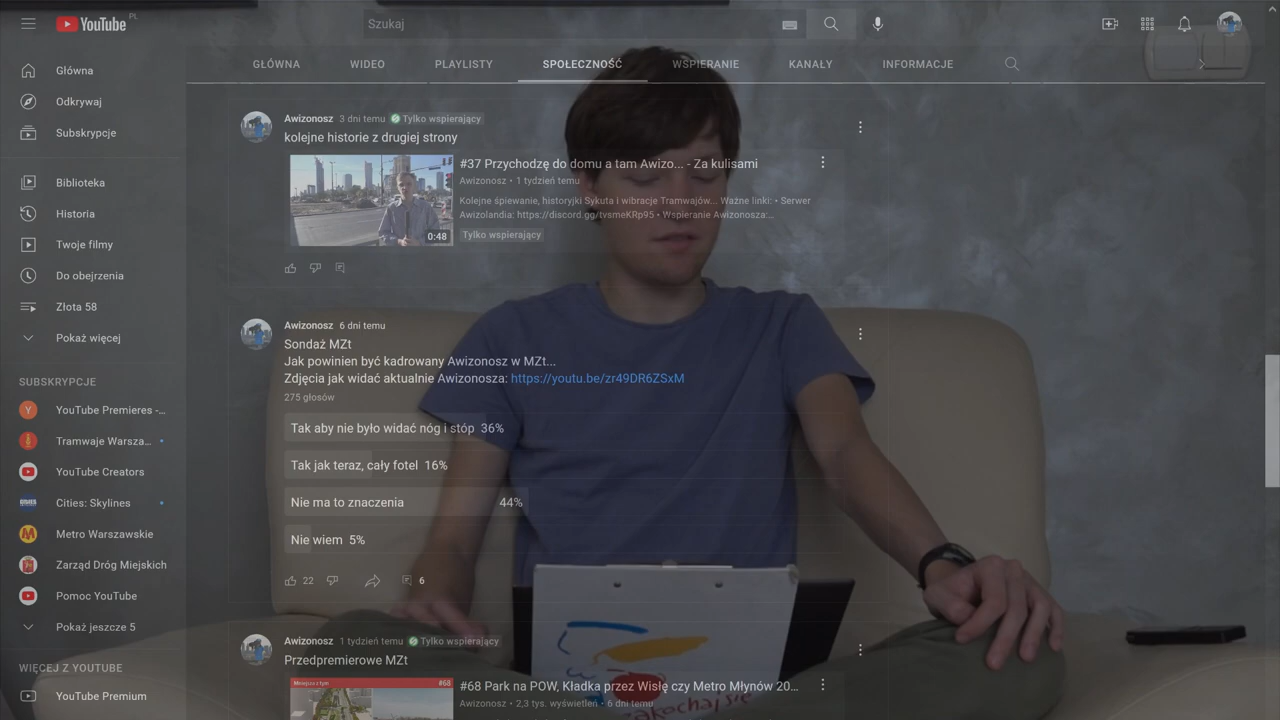 YouTube PL
Szukaj
GŁÓWNA
WIDEO
PLAYLISTY
SPOŁECZNOŚĆ
WSPIERANIE
KANAŁY
INFORMACJE
Główna
Odkrywaj
Subskrypcje
Biblioteka
Historia
Twoje filmy
Do obejrzenia
Złota 58
Pokaż więcej
SUBSKRYPCJE
YouTube Premieres -...
Tramwaje Warsza...
YouTube Creators
Cities: Skylines
Metro Warszawskie
Zarząd Dróg Miejskich
Pomoc YouTube
Pokaż jeszcze 5
WIĘCEJ Z YOUTUBE
YouTube Premium
Awizonosz 3 dni temu Tylko wspierający
kolejne historie z drugiej strony
#37 Przychodzę do domu a tam Awizo... - Za kulisami
Awizonosz • 1 tydzień temu
Kolejne śpiewanie, historyjki Sykuta i wibracje Tramwajów... Ważne linki: • Serwer
Awizolandia: https://discord.gg/tvsmeKRp95 • Wspieranie Awizonosza:...
Tylko wspierający
0:48
Awizonosz 6 dni temu
Sondaż MZt
Jak powinien być kadrowany Awizonosz w MZt...
Zdjęcia jak widać aktualnie Awizonosza: https://youtu.be/zr49DR6ZSxM
275 głosów
Tak aby nie było widać nóg i stóp 36%
Tak jak teraz, cały fotel 16%
Nie ma to znaczenia 44%
Nie wiem 5%
22
6
Awizonosz 1 tydzień temu Tylko wspierający
Przedpremierowe MZt
#68
#68 Park na POW, Kładka przez Wisłę czy Metro Młynów 20...
Awizonosz • 2,3 tys. wyświetleń • 6 dni temu
zakochaj się